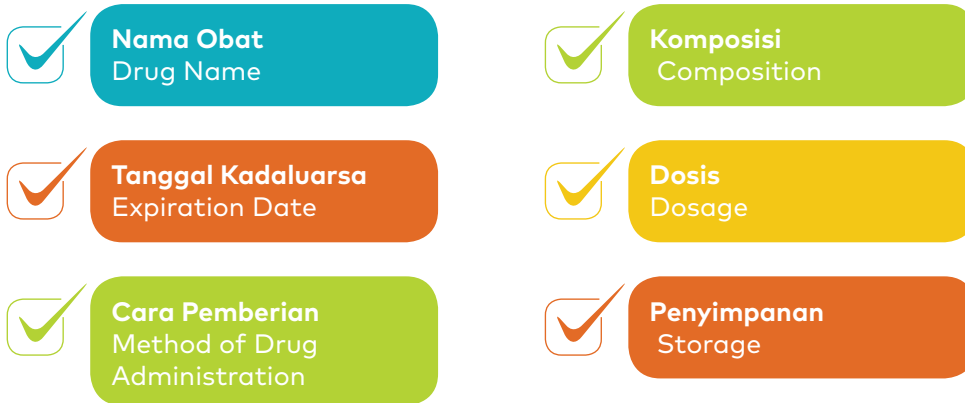 Nama Obat
Drug Name
Komposisi
Composition
Tanggal Kadaluarsa
Expiration Date
Dosis
Dosage
Cara Pemberian
Method of Drug
Administration
Penyimpanan
Storage